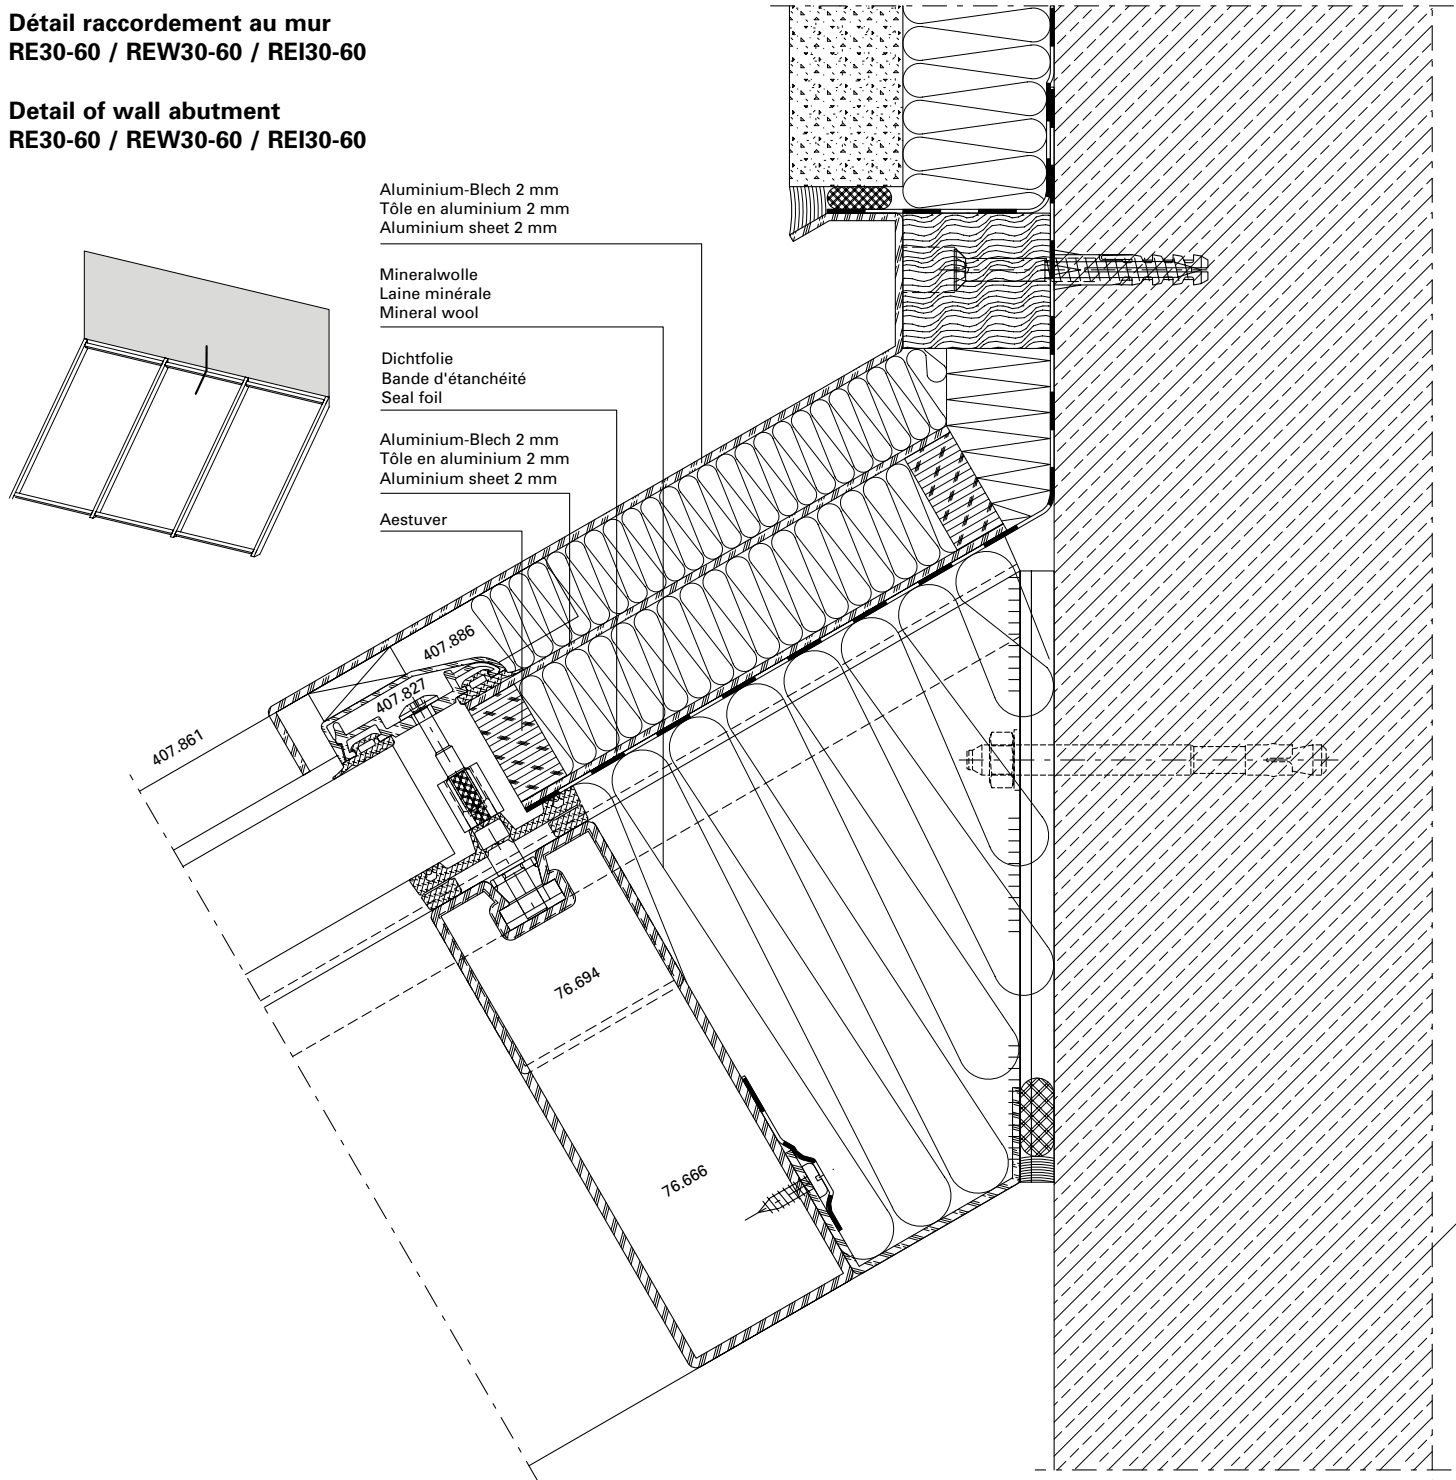 Détail raccordement au mur
RE30-60 / REW30-60 / REI30-60
Detail of wall abutment
RE30-60 / REW30-60 / REI30-60
Aluminium-Blech 2 mm
Tôle en aluminium 2 mm
Aluminium sheet 2 mm
Mineralwolle
Laine minérale
Mineral wool
Dichtfolie
Bande d'étanchéité
Seal foil
Aluminium-Blech 2 mm
Tôle en aluminium 2 mm
Aluminium sheet 2 mm
Aestuver
407.886
407.827
407.861
76.694
76.666